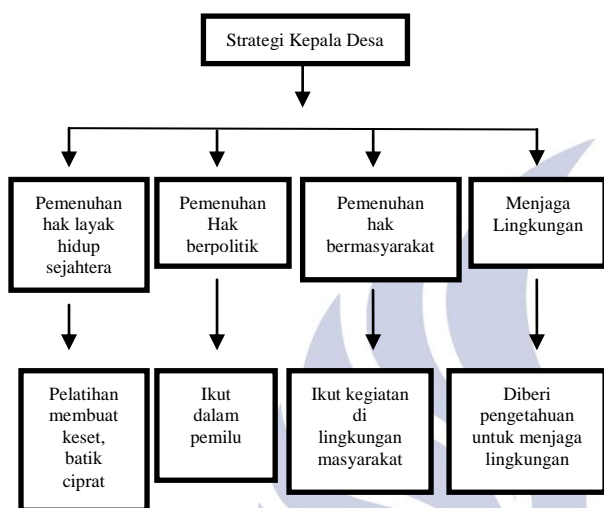 Strategi Kepala Desa
Pemenuhan
hak layak
hidup
sejahtera
Pemenuhan
Hak
berpolitik
Pemenuhan
hak
bermasyarakat
Menjaga
Lingkungan
Pelatihan
membuat
keset,
batik
ciprat
Ikut
dalam
pemilu
Ikut kegiatan
di
lingkungan
masyarakat
Diberi
pengetahuan
untuk menjaga
lingkungan